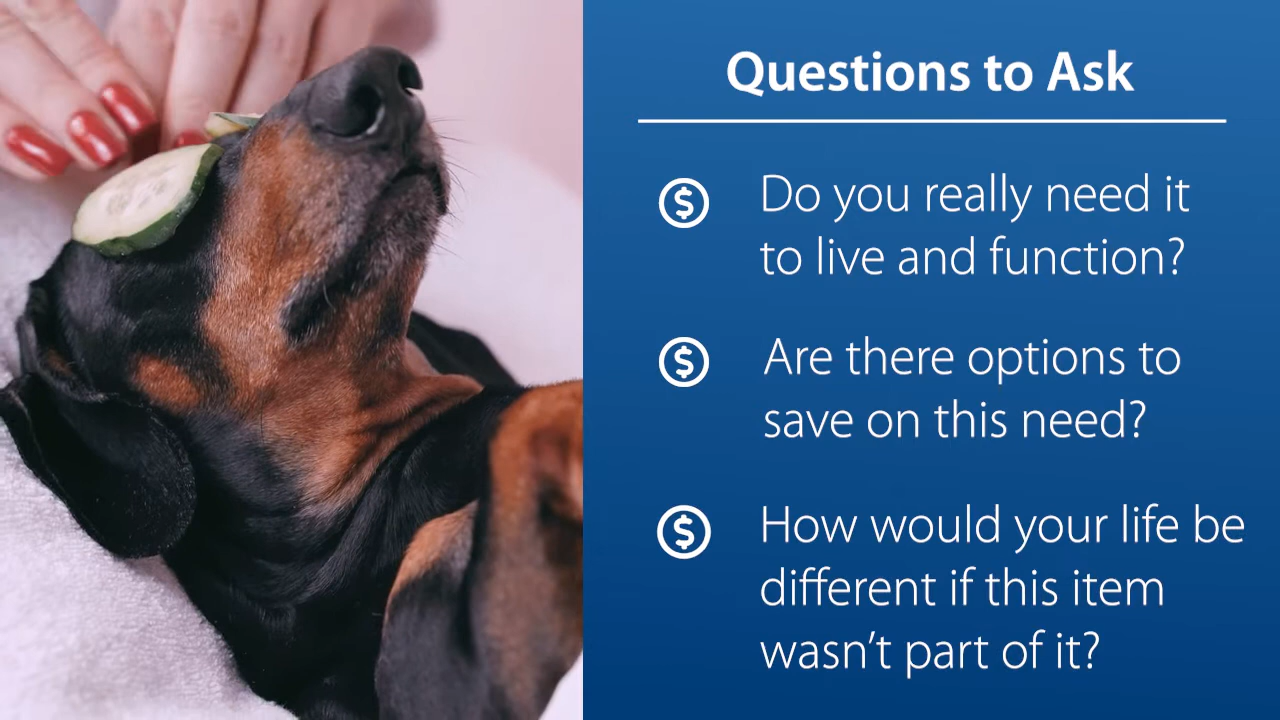 Questions to Ask
Do you really need it
to live and function?
Are there options to
save on this need?
How would your life be
different if this item
wasn’t part of it?